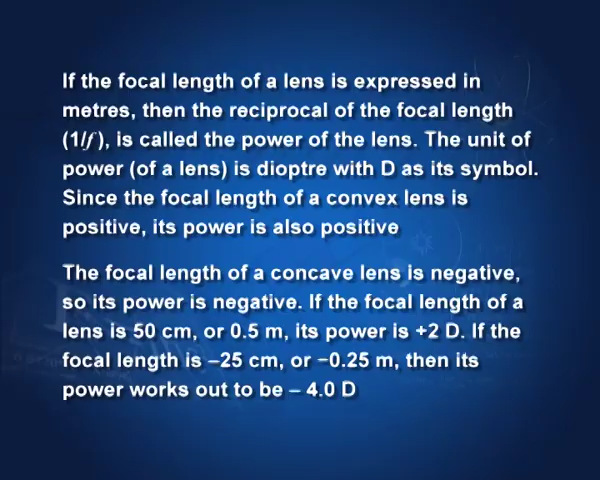 If the focal length of a lens is expressed in
metres, then the reciprocal of the focal length
(1/f), is called the power of the lens. The unit of
power (of a lens) is dioptre with D as its symbol.
Since the focal length of a convex lens is
positive, its power is also positive
The focal length of a concave lens is negative,
so its power is negative. If the focal length of a
lens is 50 cm, or 0.5 m, its power is +2 D. If the
focal length is –25 cm, or −0.25 m, then its
power works out to be – 4.0 D